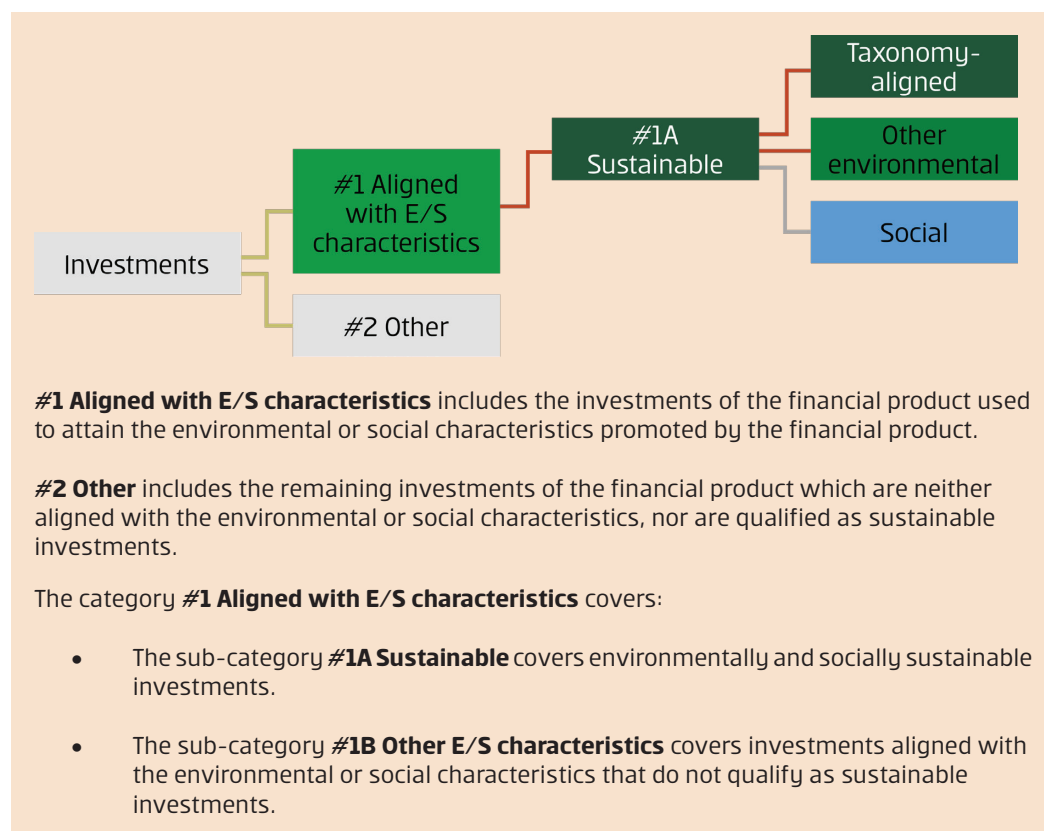 Taxonomy-
aligned
#1A
Sustainable
Other
environmental
#1 Aligned
with E/S
characteristics
Social
Investments
#2 Other
#1 Aligned with E/S characteristics includes the investments of the financial product used
to attain the environmental or social characteristics promoted by the financial product.
#2 Other includes the remaining investments of the financial product which are neither
aligned with the environmental or social characteristics, nor are qualified as sustainable
investments.
The category #1 Aligned with E/S characteristics covers:
• The sub-category #1A Sustainable covers environmentally and socially sustainable
investments.
• The sub-category #1B Other E/S characteristics covers investments aligned with
the environmental or social characteristics that do not qualify as sustainable
investments.